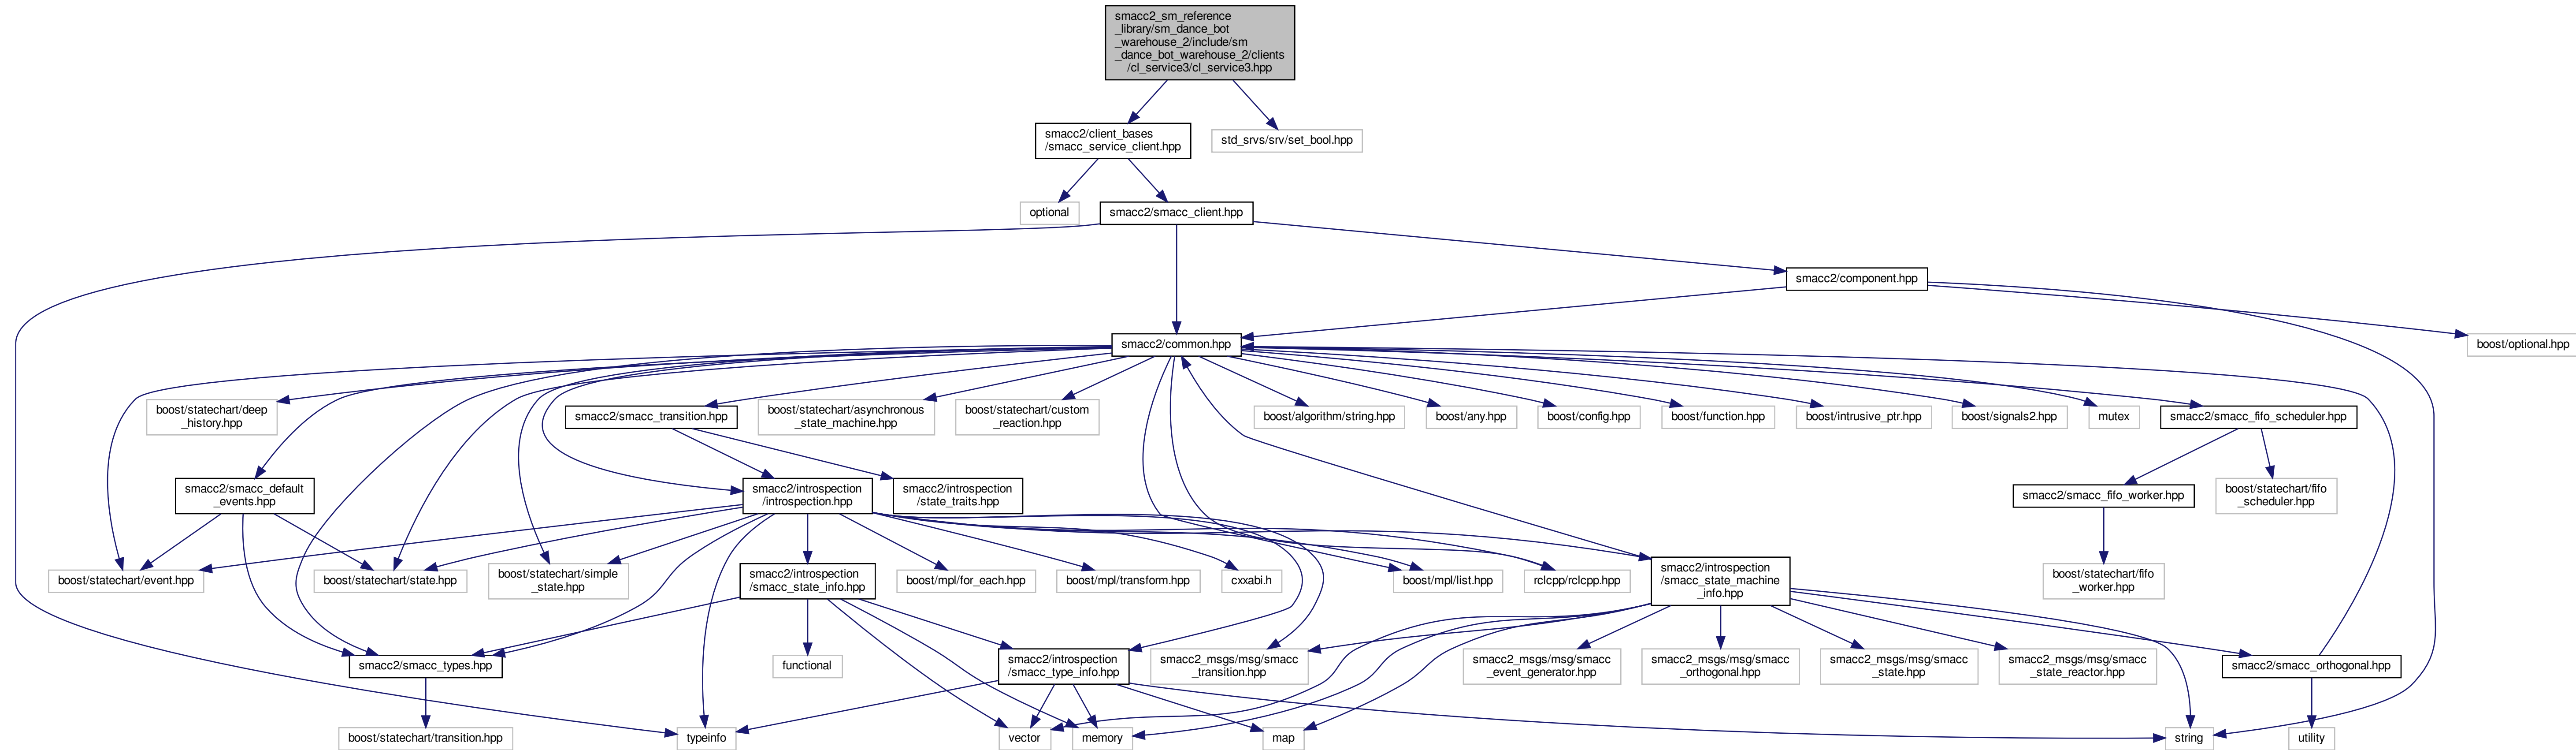 smacc2_sm_reference
_library/sm_dance_bot
_warehouse_2/include/sm
_dance_bot_warehouse_2/clients
/cl_service3/cl_service3.hpp
smacc2/client_bases
/smacc_service_client.hpp
std_srvs/srv/set_bool.hpp
optional
smacc2/smacc_client.hpp
smacc2/component.hpp
smacc2/common.hpp
boost/optional.hpp
boost/statechart/deep
_history.hpp
smacc2/smacc_transition.hpp
boost/statechart/asynchronous
_state_machine.hpp
boost/statechart/custom
_reaction.hpp
boost/algorithm/string.hpp
boost/any.hpp
boost/config.hpp
boost/function.hpp
boost/intrusive_ptr.hpp
boost/signals2.hpp
mutex
smacc2/smacc_fifo_scheduler.hpp
smacc2/smacc_default
_events.hpp
smacc2/introspection
/introspection.hpp
smacc2/introspection
/state_traits.hpp
smacc2/smacc_fifo_worker.hpp
boost/statechart/fifo
_scheduler.hpp
boost/statechart/event.hpp
boost/statechart/state.hpp
boost/statechart/simple
_state.hpp
smacc2/introspection
/smacc_state_info.hpp
boost/mpl/for_each.hpp
boost/mpl/transform.hpp
cxxabi.h
boost/mpl/list.hpp
rclcpp/rclcpp.hpp
smacc2/introspection
/smacc_state_machine
_info.hpp
boost/statechart/fifo
_worker.hpp
smacc2/smacc_types.hpp
functional
smacc2/introspection
/smacc_type_info.hpp
smacc2_msgs/msg/smacc
_transition.hpp
smacc2_msgs/msg/smacc
_event_generator.hpp
smacc2_msgs/msg/smacc
_orthogonal.hpp
smacc2_msgs/msg/smacc
_state.hpp
smacc2_msgs/msg/smacc
_state_reactor.hpp
smacc2/smacc_orthogonal.hpp
boost/statechart/transition.hpp
typeinfo
vector
memory
map
string
utility